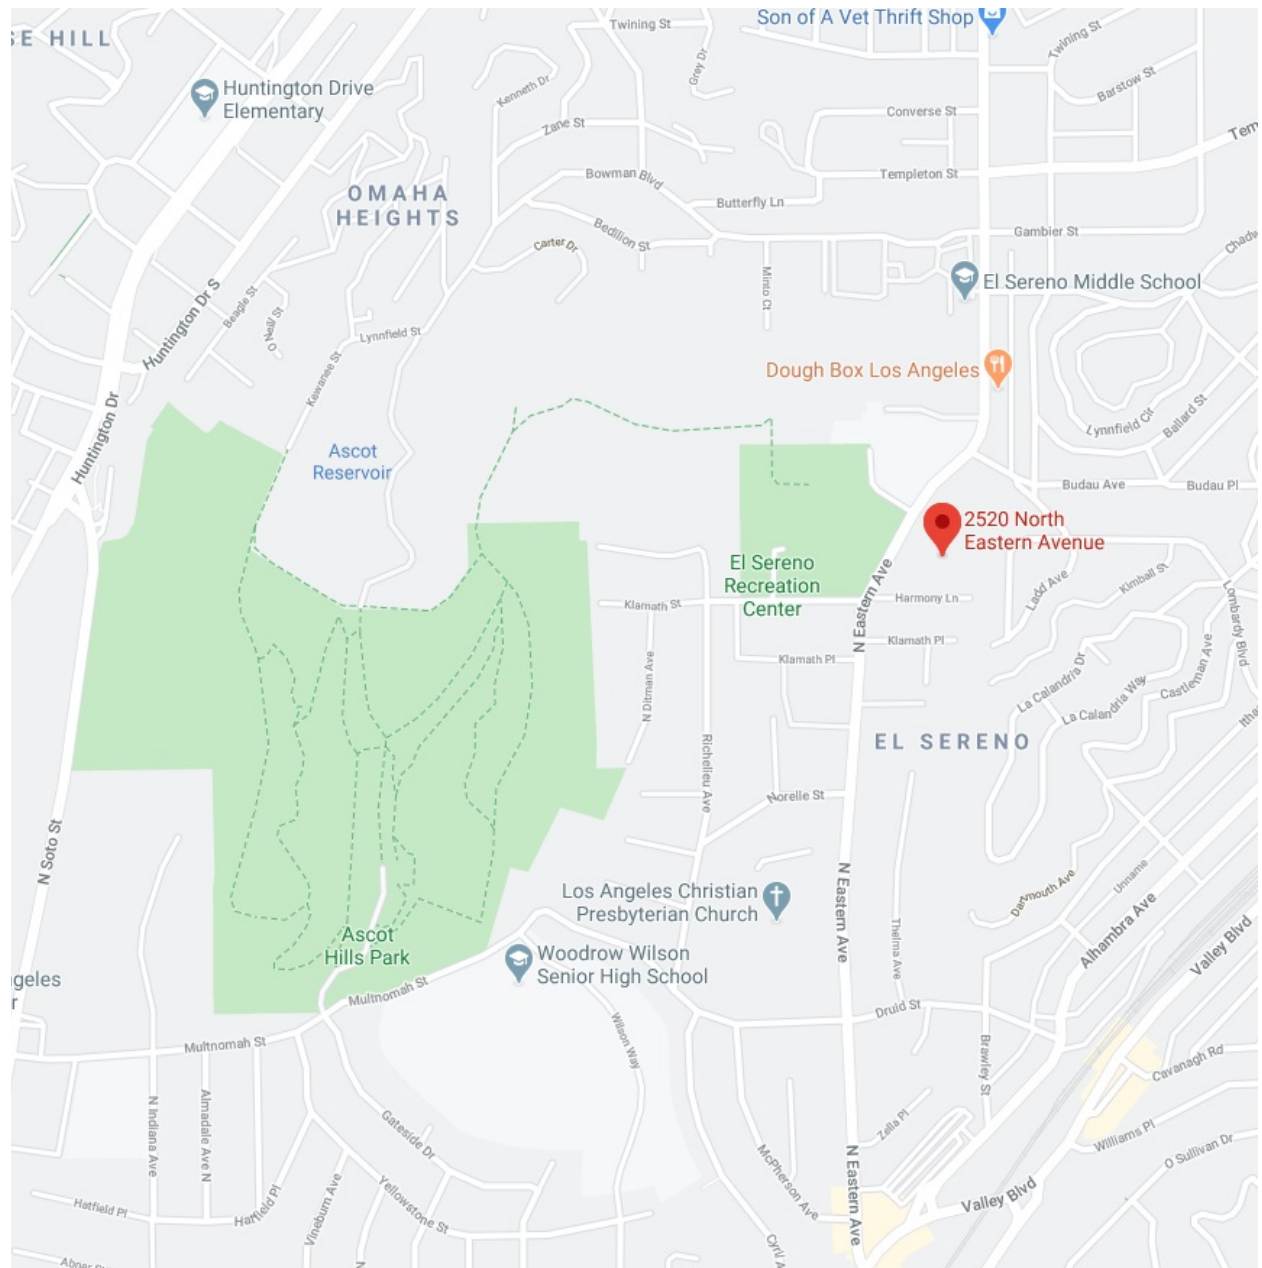 Twining St
Son of A Vet Thrift Shop
Twining St
SE HILL
Grey Dr
Huntington Drive
Elementary
Kenneth Dr
Barstow St
Converse St
Zane St
Tem
OMAHA
HEIGHTS
Bowman Blvd
Templeton St
Butterfly Ln
Bedilion St
Gambier St
Carter Dr
Chadw
Minto Ct
El Sereno Middle School
Huntington Dr S
Beagle St
O Neill St
Lynnfield St
Kewanee St
Dough Box Los Angeles
Huntington Dr
Lynnfield Cir
Ballard St
Ascot
Reservoir
Budau Ave
Budau Pl
2520 North
Eastern Avenue
El Sereno
Recreation
Center
N Eastern Ave
Harmony Ln
Ladd Ave
Kimball St
Lombardy Blvd
Klamath St
Klamath Pl
Klamath Pl
N Ditman Ave
La Calandria Dr
La Calandria Way
Castleman Ave
Itha
EL SERENO
Richelieu Ave
Norelle St
N Soto St
N Eastern Ave
Los Angeles Christian
Presbyterian Church
Dartmouth Ave
Unname
Alhambra Ave
Valley Blvd
Thelma Ave
Ascot
Hills Park
Woodrow Wilson
Senior High School
ngeles
r
Multnomah St
Druid St
Multnomah St
Wilson Way
Brawley St
Cavanagh Rd
N Indiana Ave
Almadale Ave N
Gateside Dr
Zella Pl
Williams Pl
O Sullivan Dr
McPherson Ave
N Eastern Ave
Valley Blvd
Hatfield Pl
Hatfield Pl
Vineburn Ave
Yellowstone St
Cyril A
Abner S
N